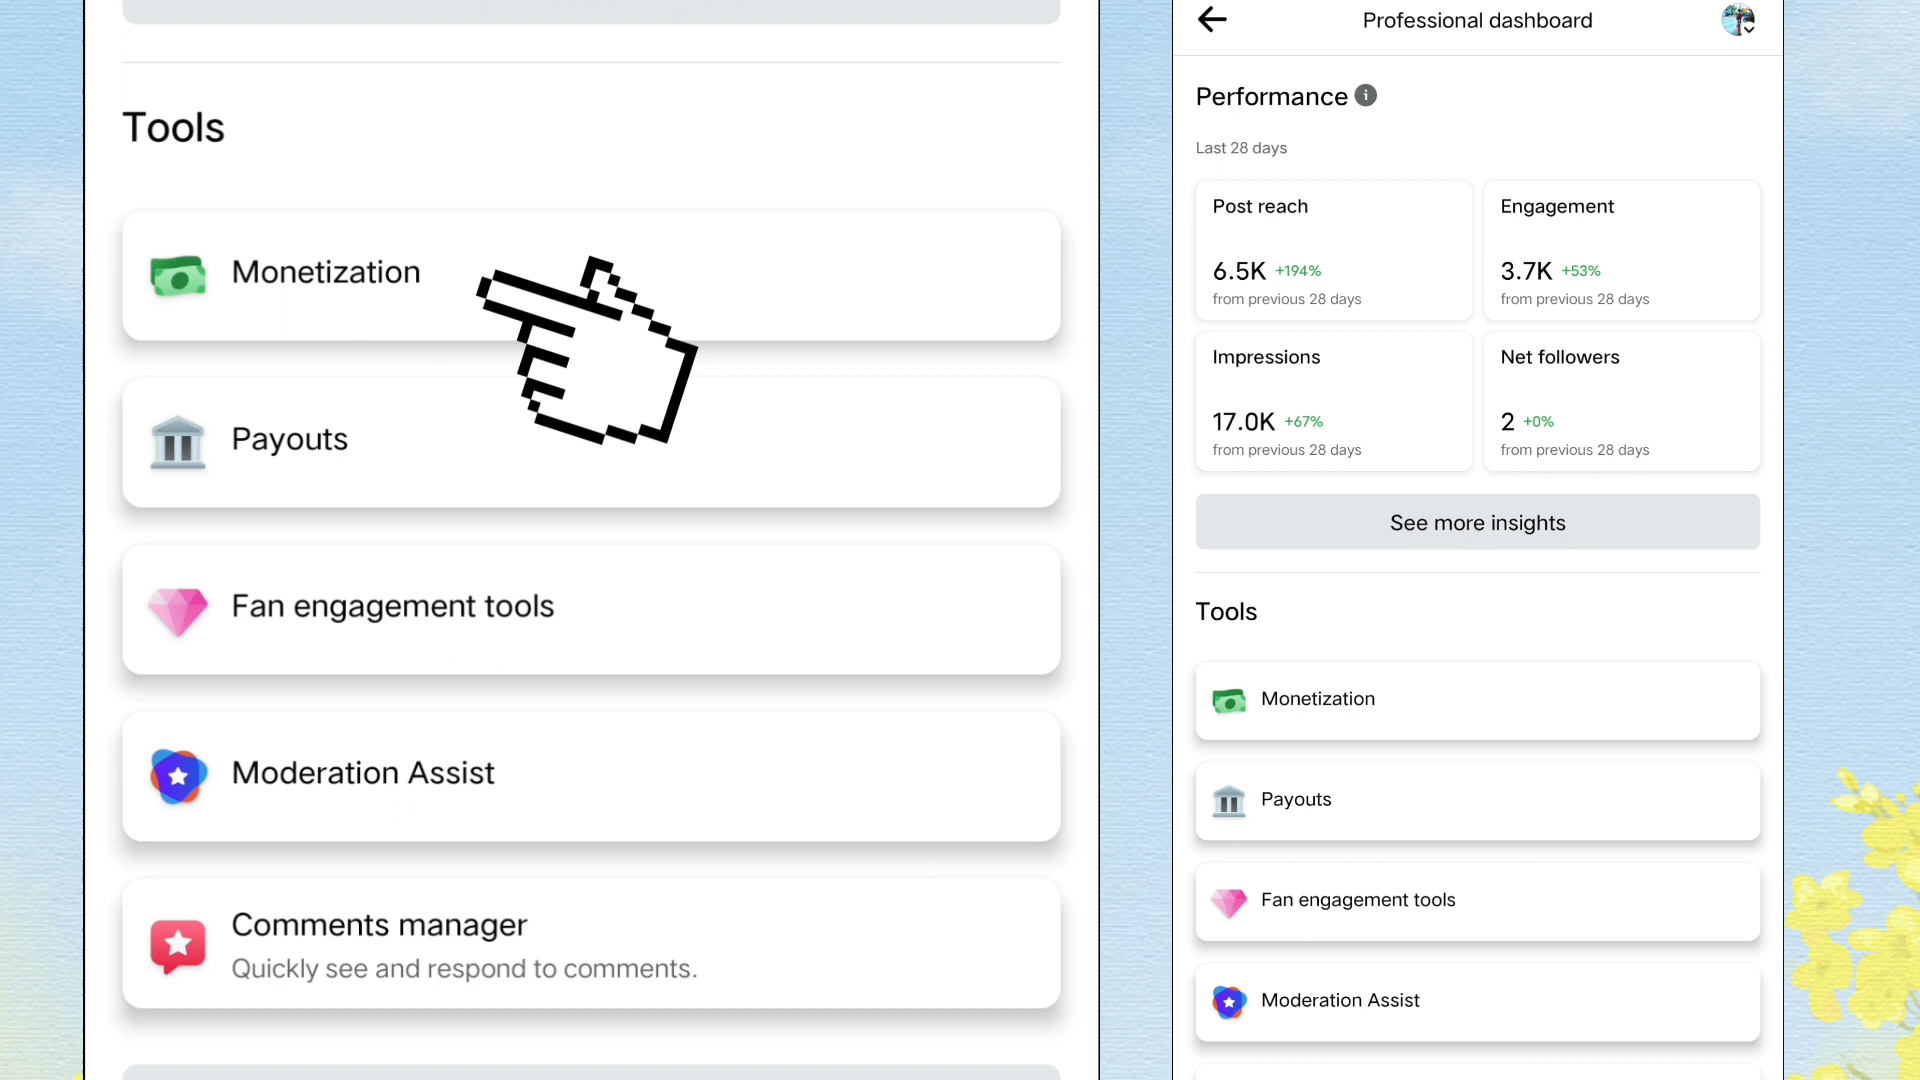 Tools
Monetization
Payouts
Fan engagement tools
Moderation Assist
Comments manager
Quickly see and respond to comments.
Professional dashboard
Performance
Last 28 days
Post reach
6.5K +194%
from previous 28 days
Engagement
3.7K +53%
from previous 28 days
Impressions
17.0K +67%
from previous 28 days
Net followers
2 +0%
from previous 28 days
See more insights
Tools
Monetization
Payouts
Fan engagement tools
Moderation Assist